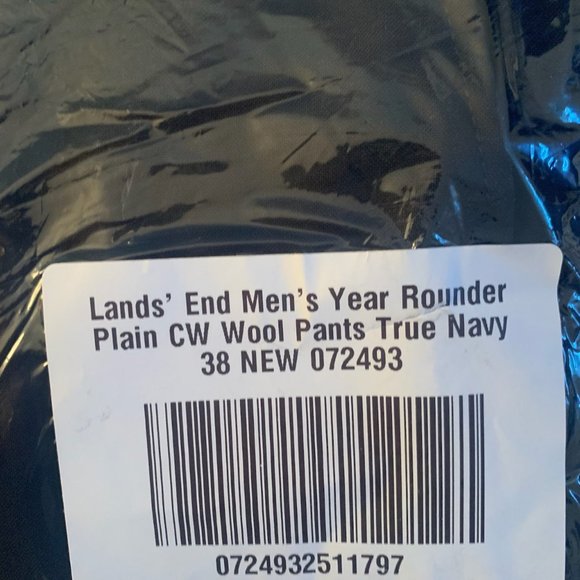 Lands' End Men's Year Rounder
Plain CW Wool Pants True Navy
38 NEW 072493
0724932511797